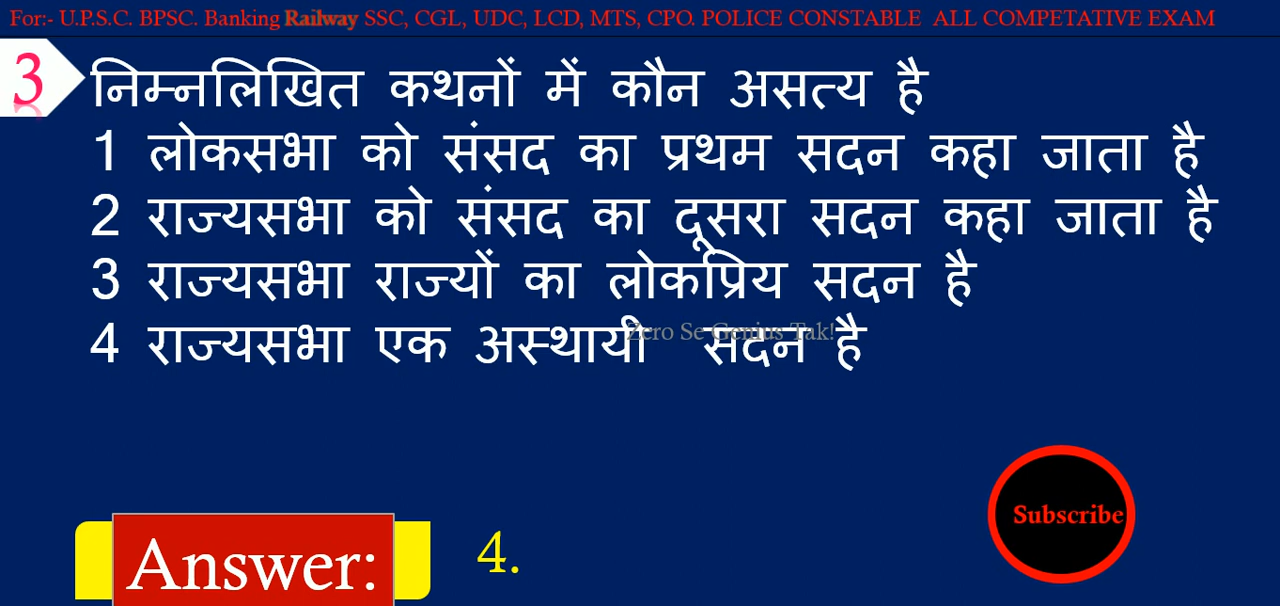 For:- U.P.S.C. BPSC. Banking Railway SSC, CGL, UDC, LCD, MTS, CPO. POLICE CONSTABLE ALL COMPETATIVE EXAM
3 निम्नलिखित कथनों में कौन असत्य है
1 लोकसभा को संसद का प्रथम सदन कहा जाता है
2 राज्यसभा को संसद का दूसरा सदन कहा जाता है
3 राज्यसभा राज्यों का लोकप्रिय सदन है
4 राज्यसभा एक अस्थायी सदन है
Zero Se Genius Tak!
Subscribe
Answer: 4.